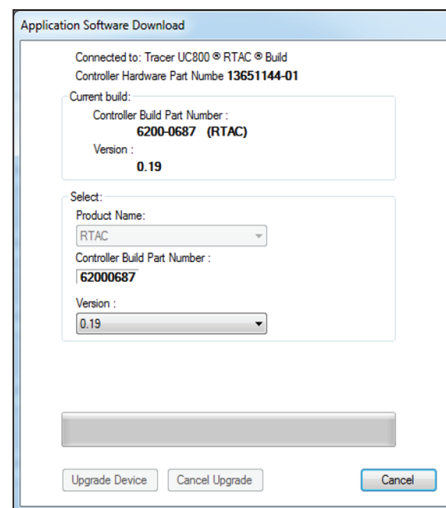 Application Software Download
Connected to: Tracer UC800 ® RTAC ® Build
Controller Hardware Part Numbe 13651144-01
Current build:
Controller Build Part Number :
6200-0687 (RTAC)
Version :
0.19
Select:
Product Name:
RTAC
Controller Build Part Number :
62000687
Version :
0.19
Upgrade Device Cancel Upgrade Cancel